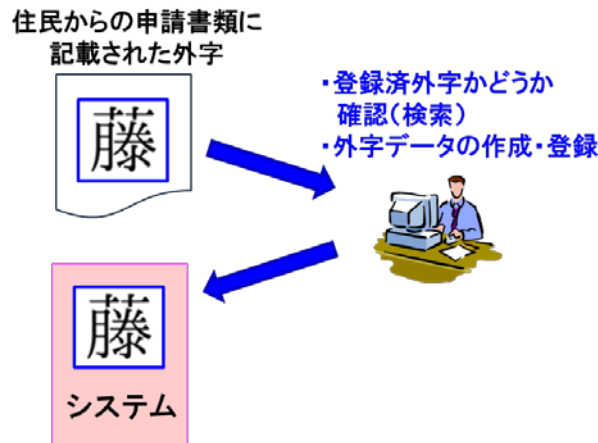 住民からの申請書類に
記載された外字
藤
・登録済外字かどうか
確認（検索）
・外字データの作成・登録
藤
システム